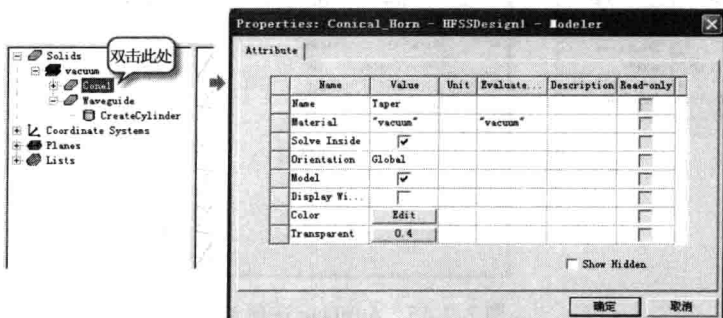 Solids
vacuum
双击此处
Cone1
Waveguide
CreateCylinder
Coordinate Systems
Planes
Lists
Properties: Conical_Horn - HFSSDesign1 - Modeler
Attribute
Name Value Unit Evaluate... Description Read-only
Name Taper
Material "vacuum" "vacuum"
Solve Inside
Orientation Global
Model
Display Wi...
Color Edit
Transparent 0.4
Show Hidden
确定 取消